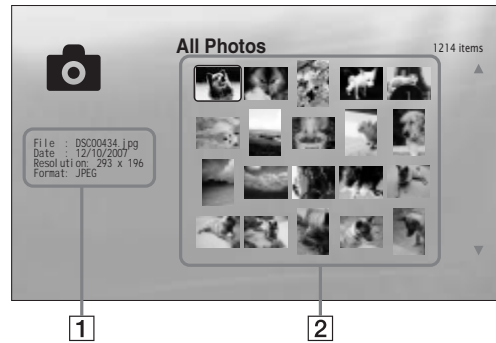 All Photos
1214 items
File : DSC00434.jpg
Date : 12/10/2007
Resolution: 293 x 196
Format: JPEG
1
2